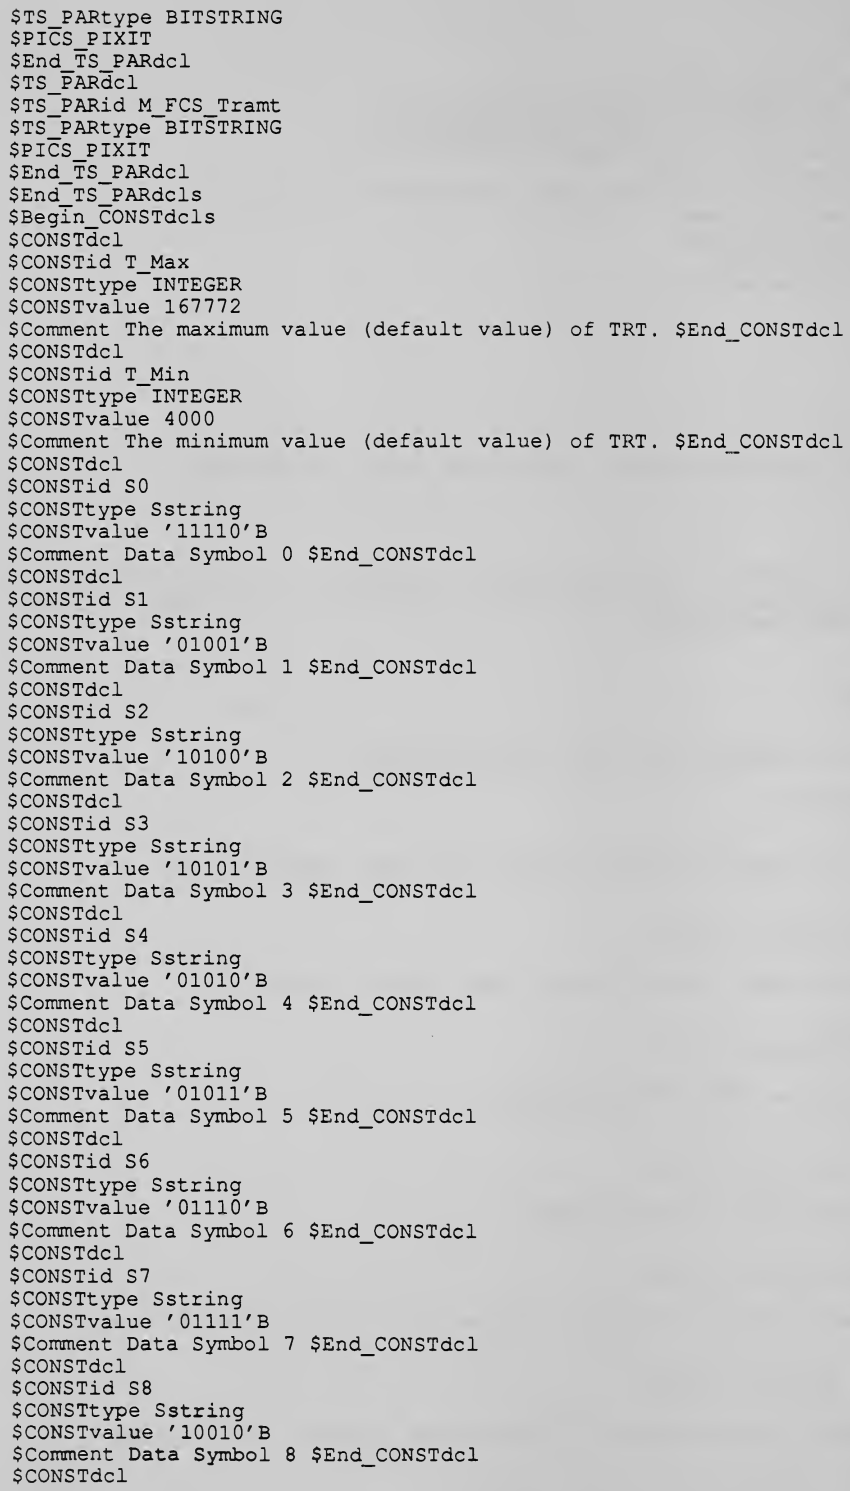 $TS_PARtype BITSTRING
$PICS_PIXIT
$End_TS_PARdcl
$TS_PARdcl
$TS_PARid M_FCS_Tramt
$TS_PARtype BITSTRING
$PICS_PIXIT
$End_TS_PARdcl
$End_TS_PARdcls
$Begin_CONSTdcls
$CONSTdcl
$CONSTid T_Max
$CONSTtype INTEGER
$CONSTvalue 167772
$Comment The maximum value (default value) of TRT. $End_CONSTdcl
$CONSTdcl
$CONSTid T_Min
$CONSTtype INTEGER
$CONSTvalue 4000
$Comment The minimum value (default value) of TRT. $End_CONSTdcl
$CONSTdcl
$CONSTid S0
$CONSTtype Sstring
$CONSTvalue '11110'B
$Comment Data Symbol 0 $End_CONSTdcl
$CONSTdcl
$CONSTid S1
$CONSTtype Sstring
$CONSTvalue '01001'B
$Comment Data Symbol 1 $End_CONSTdcl
$CONSTdcl
$CONSTid S2
$CONSTtype Sstring
$CONSTvalue '10100'B
$Comment Data Symbol 2 $End_CONSTdcl
$CONSTdcl
$CONSTid S3
$CONSTtype Sstring
$CONSTvalue '10101'B
$Comment Data Symbol 3 $End_CONSTdcl
$CONSTdcl
$CONSTid S4
$CONSTtype Sstring
$CONSTvalue '01010'B
$Comment Data Symbol 4 $End_CONSTdcl
$CONSTdcl
$CONSTid S5
$CONSTtype Sstring
$CONSTvalue '01011'B
$Comment Data Symbol 5 $End_CONSTdcl
$CONSTdcl
$CONSTid S6
$CONSTtype Sstring
$CONSTvalue '01110'B
$Comment Data Symbol 6 $End_CONSTdcl
$CONSTdcl
$CONSTid S7
$CONSTtype Sstring
$CONSTvalue '01111'B
$Comment Data Symbol 7 $End_CONSTdcl
$CONSTdcl
$CONSTid S8
$CONSTtype Sstring
$CONSTvalue '10010'B
$Comment Data Symbol 8 $End_CONSTdcl
$CONSTdcl